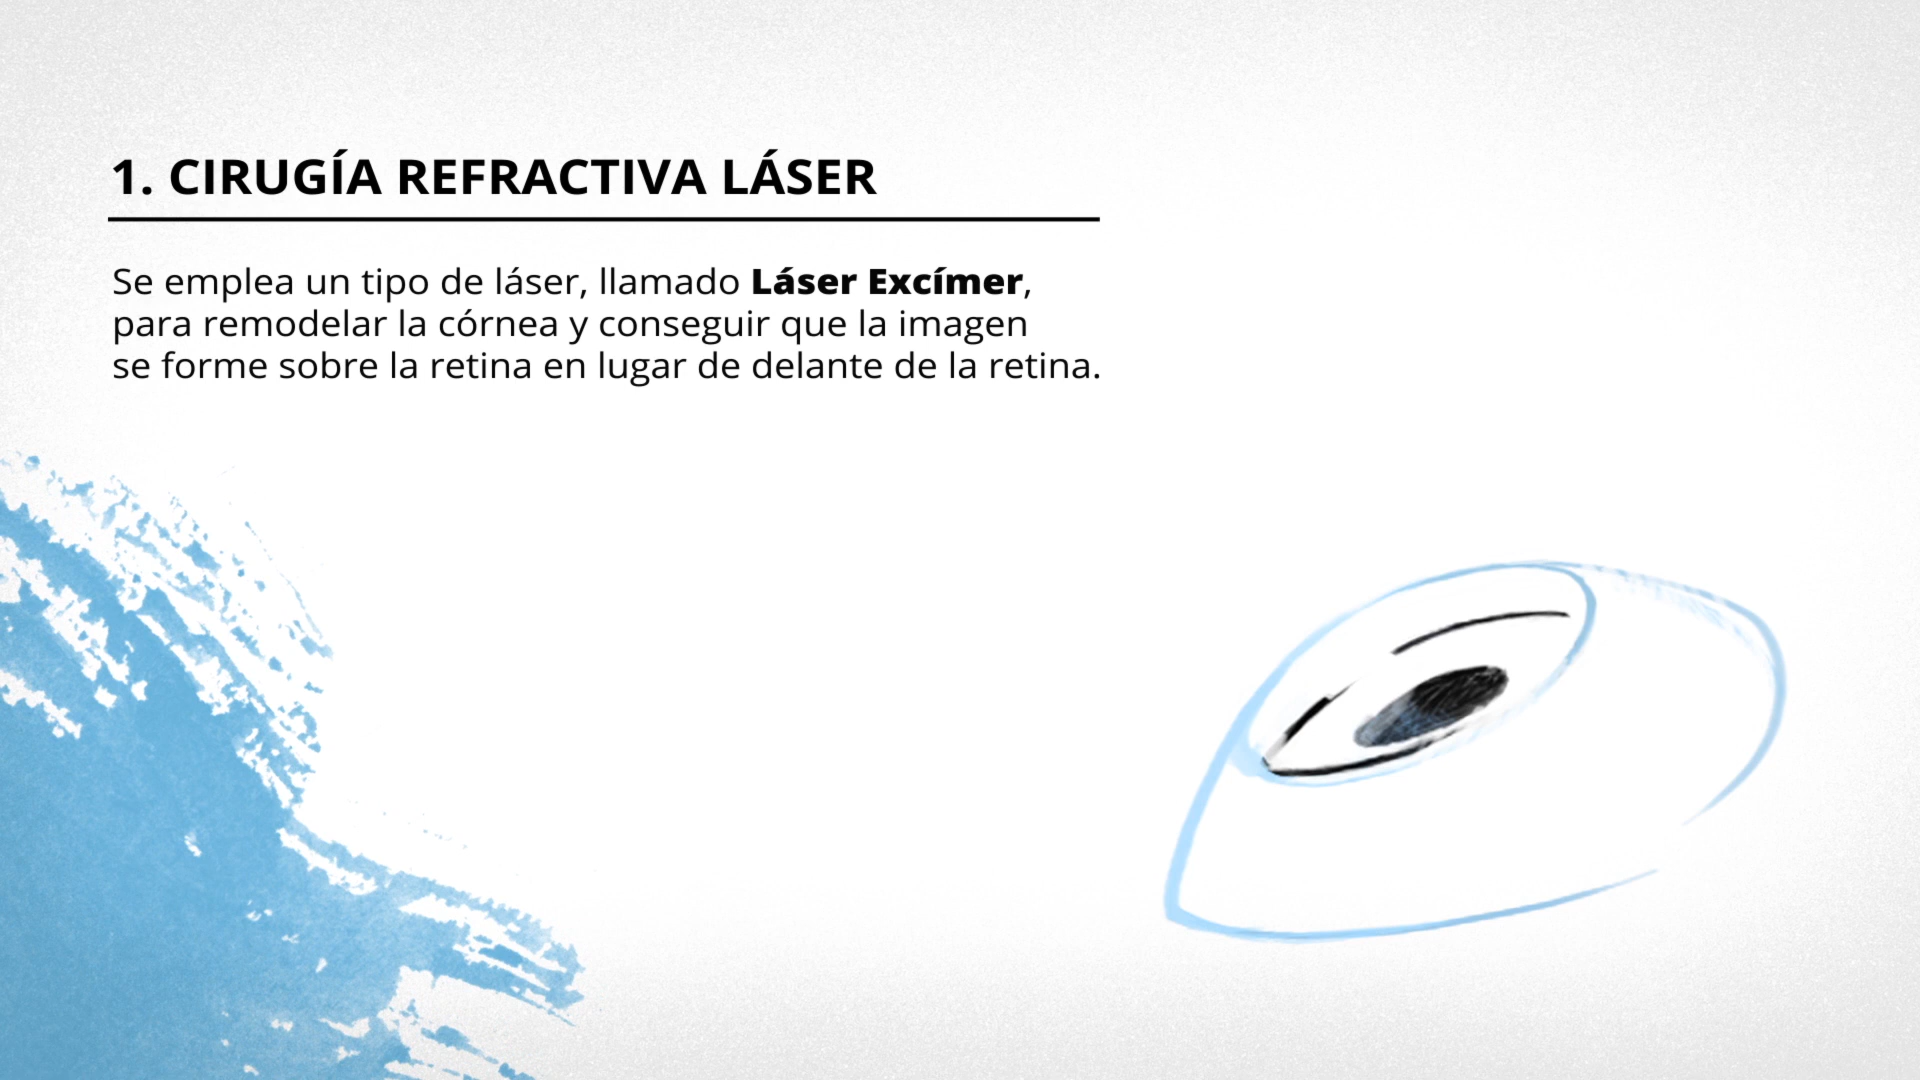 1. CIRUGÍA REFRACTIVA LÁSER
Se emplea un tipo de láser, llamado Láser Excímer,
para remodelar la córnea y conseguir que la imagen
se forme sobre la retina en lugar de delante de la retina.